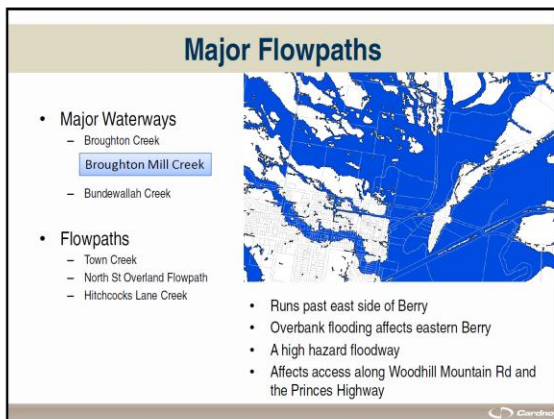 Major Flowpaths
• Major Waterways
– Broughton Creek
Broughton Mill Creek
– Bundewallah Creek
• Flowpaths
– Town Creek
– North St Overland Flowpath
– Hitchcocks Lane Creek
• Runs past east side of Berry
• Overbank flooding affects eastern Berry
• A high hazard floodway
• Affects access along Woodhill Mountain Rd and
the Princes Highway
Cardno